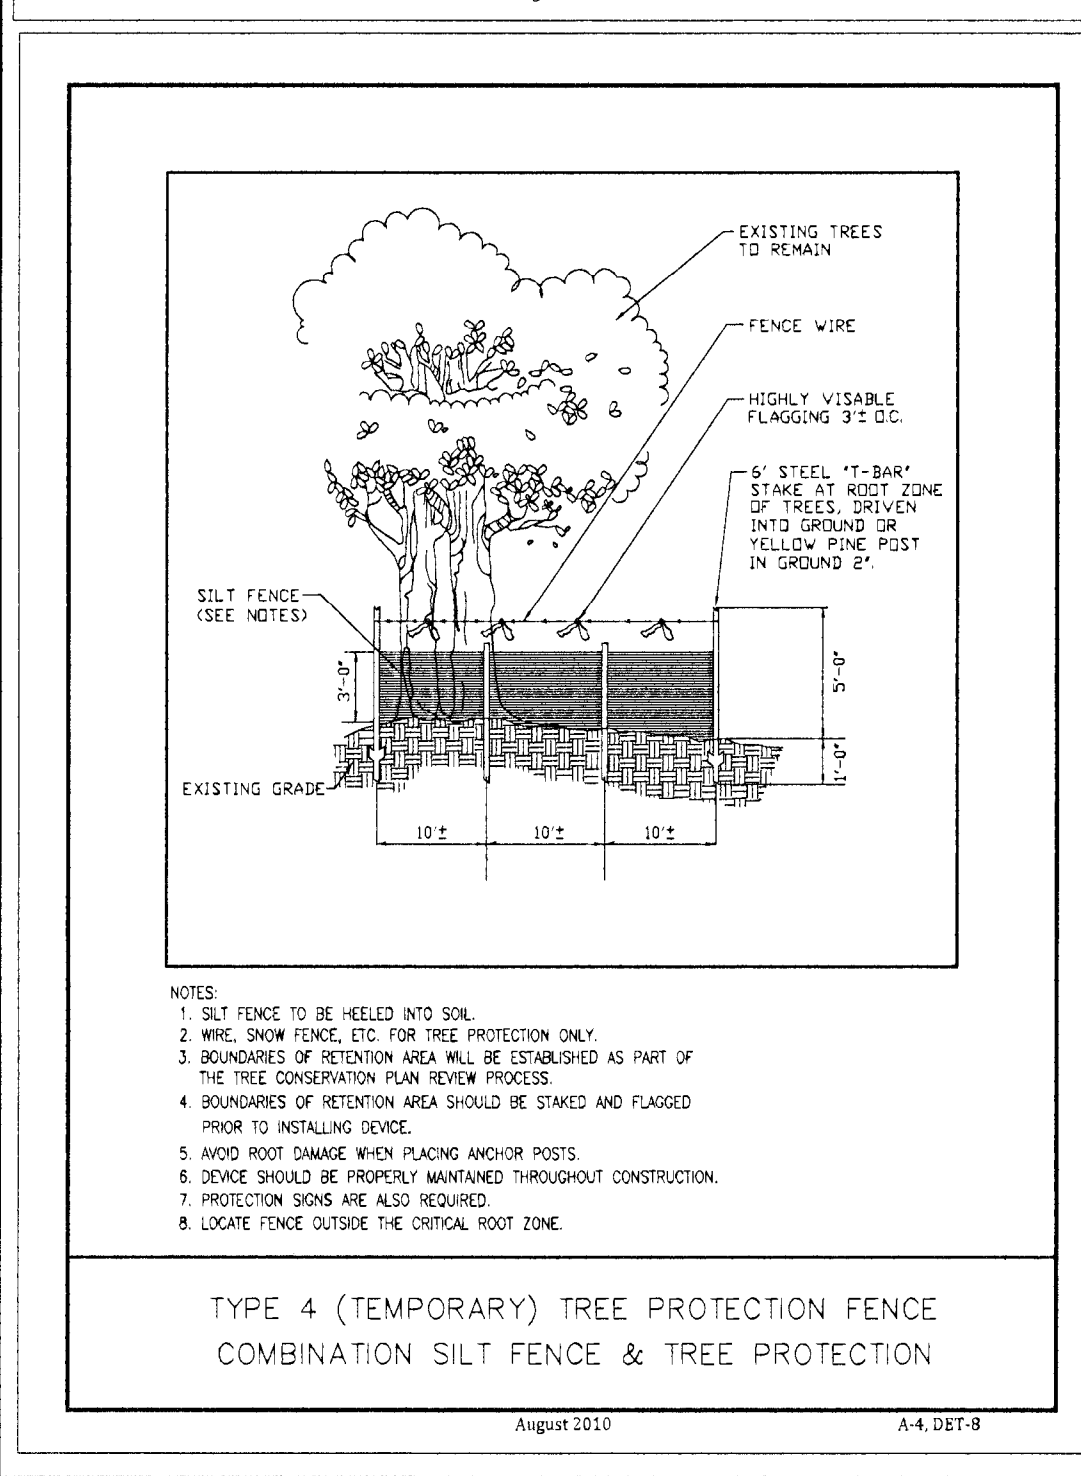 EXISTING TREES
TO REMAIN
FENCE WIRE
HIGHLY VISABLE
FLAGGING 3'± O.C.
6' STEEL "T-BAR"
STAKE AT ROOT ZONE
OF TREES, DRIVEN
INTO GROUND OR
YELLOW PINE POST
IN GROUND 2".
SILT FENCE
(SEE NOTES)
3'-0"
5'-0"
1'-0"
EXISTING GRADE
10'± 10'± 10'±
NOTES:
1. SILT FENCE TO BE HEELED INTO SOIL.
2. WIRE, SNOW FENCE, ETC. FOR TREE PROTECTION ONLY.
3. BOUNDARIES OF RETENTION AREA WILL BE ESTABLISHED AS PART OF
THE TREE CONSERVATION PLAN REVIEW PROCESS.
4. BOUNDARIES OF RETENTION AREA SHOULD BE STAKED AND FLAGGED
PRIOR TO INSTALLING DEVICE.
5. AVOID ROOT DAMAGE WHEN PLACING ANCHOR POSTS.
6. DEVICE SHOULD BE PROPERLY MAINTAINED THROUGHOUT CONSTRUCTION.
7. PROTECTION SIGNS ARE ALSO REQUIRED.
8. LOCATE FENCE OUTSIDE THE CRITICAL ROOT ZONE.
TYPE 4 (TEMPORARY) TREE PROTECTION FENCE
COMBINATION SILT FENCE & TREE PROTECTION
August 2010
A-4, DET-8